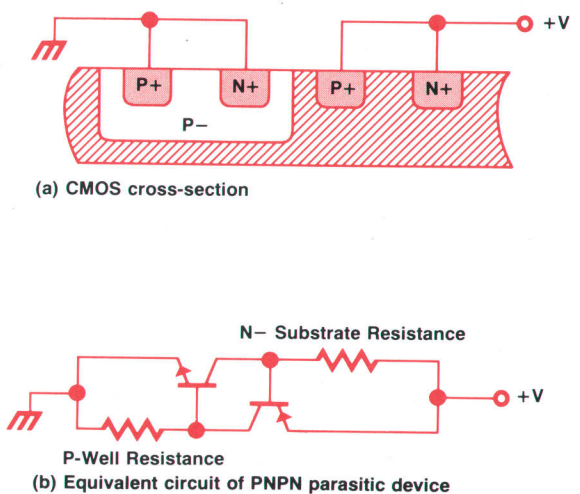 +V
P+ N+ P+ N+
P−
(a) CMOS cross-section
N− Substrate Resistance
+V
P-Well Resistance
(b) Equivalent circuit of PNPN parasitic device